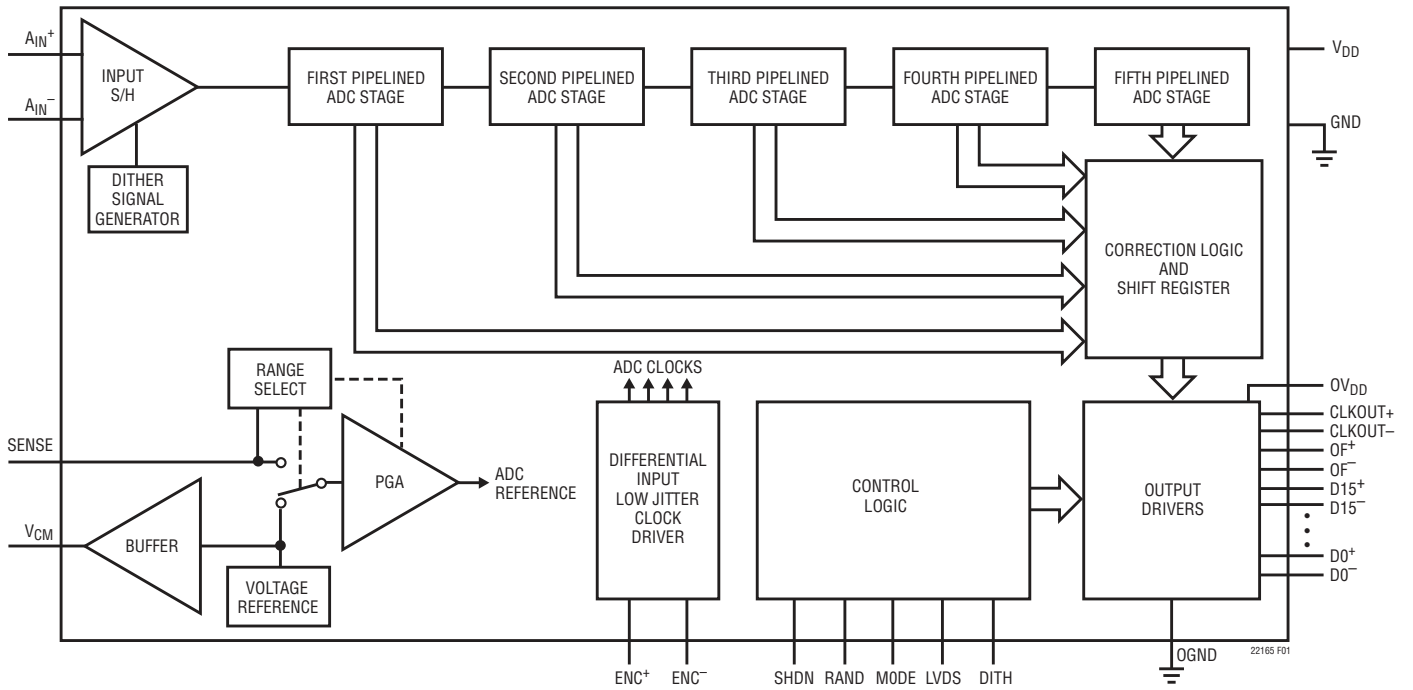 AIN+
AIN−
INPUT
S/H
DITHER
SIGNAL
GENERATOR
FIRST PIPELINED
ADC STAGE
SECOND PIPELINED
ADC STAGE
THIRD PIPELINED
ADC STAGE
FOURTH PIPELINED
ADC STAGE
FIFTH PIPELINED
ADC STAGE
VDD
GND
CORRECTION LOGIC
AND
SHIFT REGISTER
RANGE
SELECT
SENSE
PGA
ADC
REFERENCE
VCM
BUFFER
VOLTAGE
REFERENCE
ADC CLOCKS
DIFFERENTIAL
INPUT
LOW JITTER
CLOCK
DRIVER
ENC+
ENC−
CONTROL
LOGIC
SHDN
RAND
MODE
LVDS
DITH
OUTPUT
DRIVERS
OVDD
CLKOUT+
CLKOUT–
OF+
OF−
D15+
D15−
D0+
D0−
OGND
22165 F01